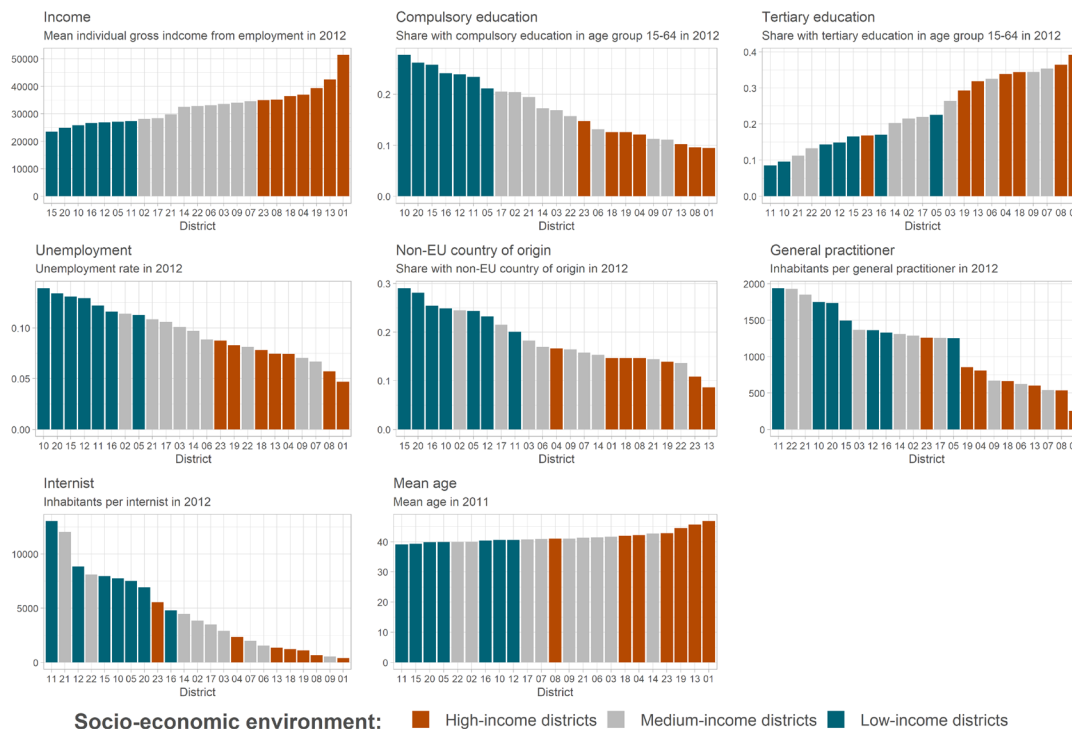 Income
Mean individual gross indcome from employment in 2012
50000
40000
30000
20000
10000
0
15 20 10 16 12 05 11 02 17 21 14 22 06 03 09 07 23 08 18 04 19 13 01
District
Compulsory education
Share with compulsory education in age group 15-64 in 2012
0.2
0.1
0.0
10 20 15 16 12 11 05 17 02 21 14 03 22 23 06 18 19 04 09 07 13 08 01
District
Tertiary education
Share with tertiary education in age group 15-64 in 2012
0.4
0.3
0.2
0.1
0.0
11 10 21 22 20 12 15 23 16 14 02 17 05 03 19 13 06 04 18 09 07 08
District
Unemployment
Unemployment rate in 2012
0.10
0.05
0.00
10 20 15 12 11 16 02 05 21 17 03 14 06 23 19 22 18 13 04 09 07 08 01
District
Non-EU country of origin
Share with non-EU country of origin in 2012
0.3
0.2
0.1
0.0
15 20 16 10 02 05 12 17 11 03 06 04 09 07 14 01 08 18 21 19 22 23 13
District
General practitioner
Inhabitants per general practitioner in 2012
2000
1500
1000
500
0
11 22 21 10 20 15 03 12 16 14 02 23 17 05 19 04 09 18 06 13 07 08
District
Internist
Inhabitants per internist in 2012
10000
5000
0
11 21 12 22 15 10 05 20 23 16 14 02 17 03 04 07 06 13 18 19 08 09 01
District
Mean age
Mean age in 2011
40
30
20
10
0
11 15 20 05 22 02 16 10 12 17 07 08 09 21 03 06 18 04 14 23 19 13 01
District
Socio-economic environment: High-income districts Medium-income districts Low-income districts